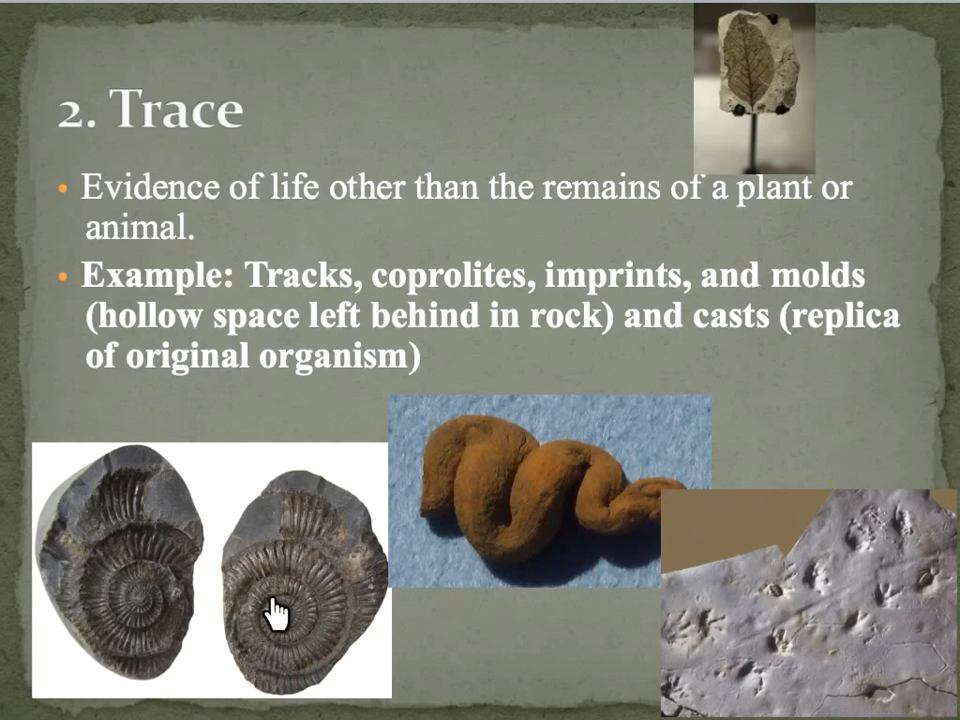 2. Trace
• Evidence of life other than the remains of a plant or
animal.
• Example: Tracks, coprolites, imprints, and molds
(hollow space left behind in rock) and casts (replica
of original organism)